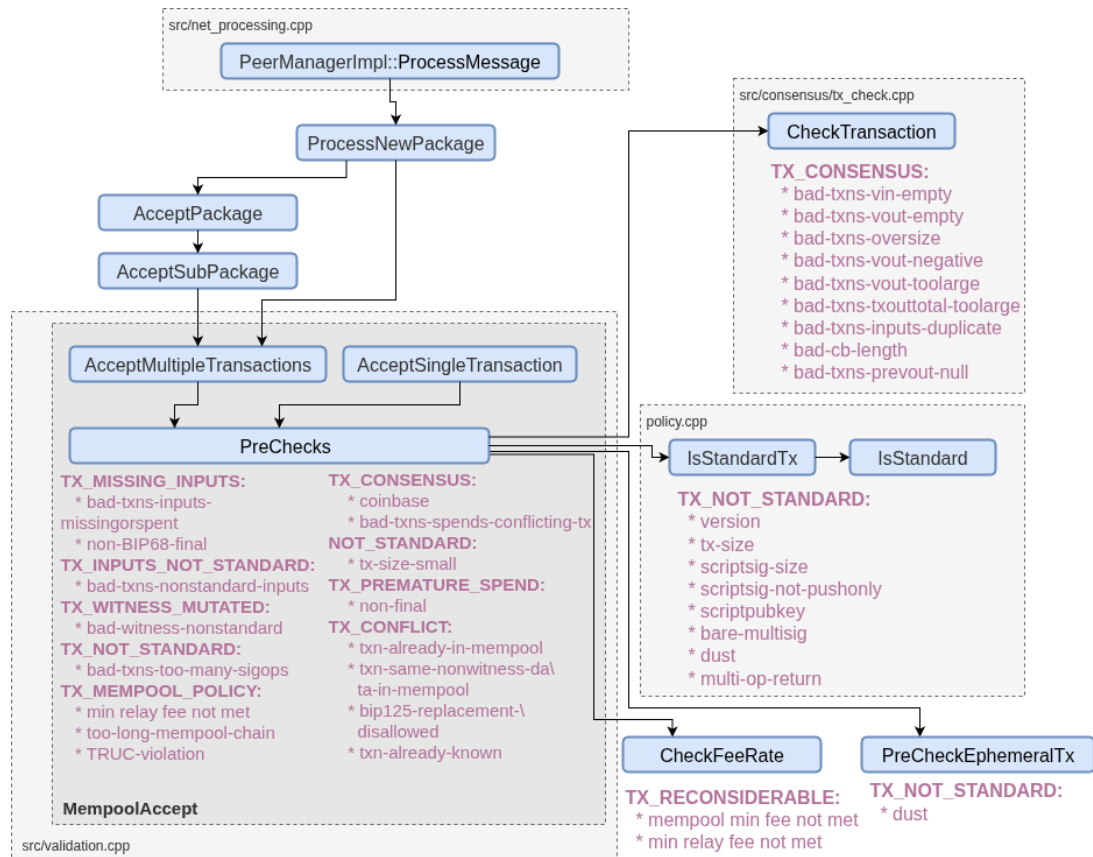 src/net_processing.cpp
PeerManagerImpl::ProcessMessage
ProcessNewPackage
AcceptPackage
AcceptSubPackage
AcceptMultipleTransactions
AcceptSingleTransaction
PreChecks
TX_MISSING_INPUTS:
* bad-txns-inputs-
missingorspent
* non-BIP68-final
TX_INPUTS_NOT_STANDARD:
* bad-txns-nonstandard-inputs
TX_WITNESS_MUTATED:
* bad-witness-nonstandard
TX_NOT_STANDARD:
* bad-txns-too-many-sigops
TX_MEMPOOL_POLICY:
* min relay fee not met
* too-long-mempool-chain
* TRUC-violation
TX_CONSENSUS:
* coinbase
* bad-txns-spends-conflicting-tx
NOT_STANDARD:
* tx-size-small
TX_PREMATURE_SPEND:
* non-final
TX_CONFLICT:
* txn-already-in-mempool
* txn-same-nonwitness-da\
ta-in-mempool
* bip125-replacement-\
disallowed
* txn-already-known
MempoolAccept
src/validation.cpp
src/consensus/tx_check.cpp
CheckTransaction
TX_CONSENSUS:
* bad-txns-vin-empty
* bad-txns-vout-empty
* bad-txns-oversize
* bad-txns-vout-negative
* bad-txns-vout-toolarge
* bad-txns-txouttotal-toolarge
* bad-txns-inputs-duplicate
* bad-cb-length
* bad-txns-prevout-null
policy.cpp
IsStandardTx
IsStandard
TX_NOT_STANDARD:
* version
* tx-size
* scriptsig-size
* scriptsig-not-pushonly
* scriptpubkey
* bare-multisig
* dust
* multi-op-return
CheckFeeRate
TX_RECONSIDERABLE:
* mempool min fee not met
* min relay fee not met
PreCheckEphemeralTx
TX_NOT_STANDARD:
* dust